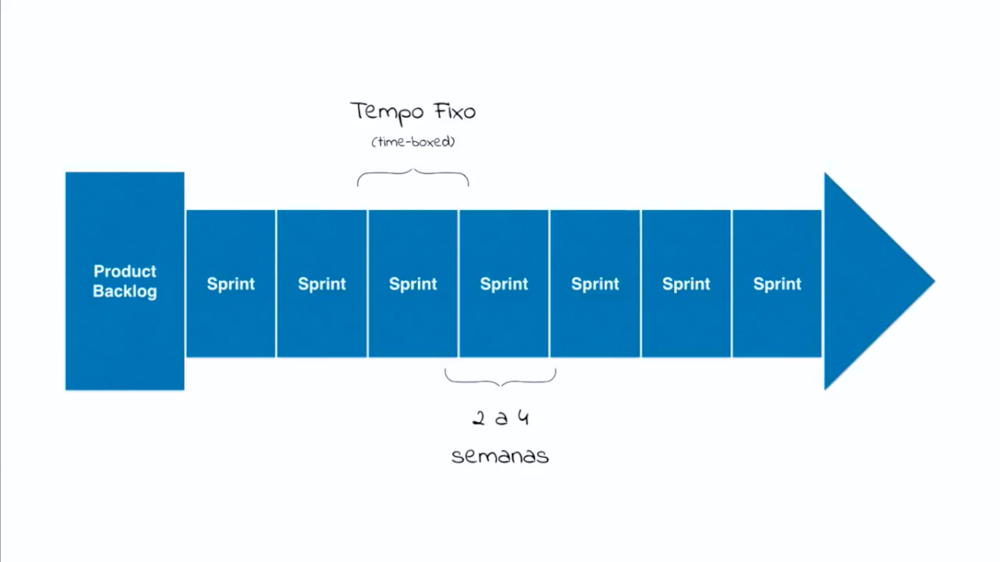 Tempo Fixo
(time-boxed)
Product
Backlog
Sprint
Sprint
Sprint
Sprint
Sprint
Sprint
Sprint
2 a 4
semanas